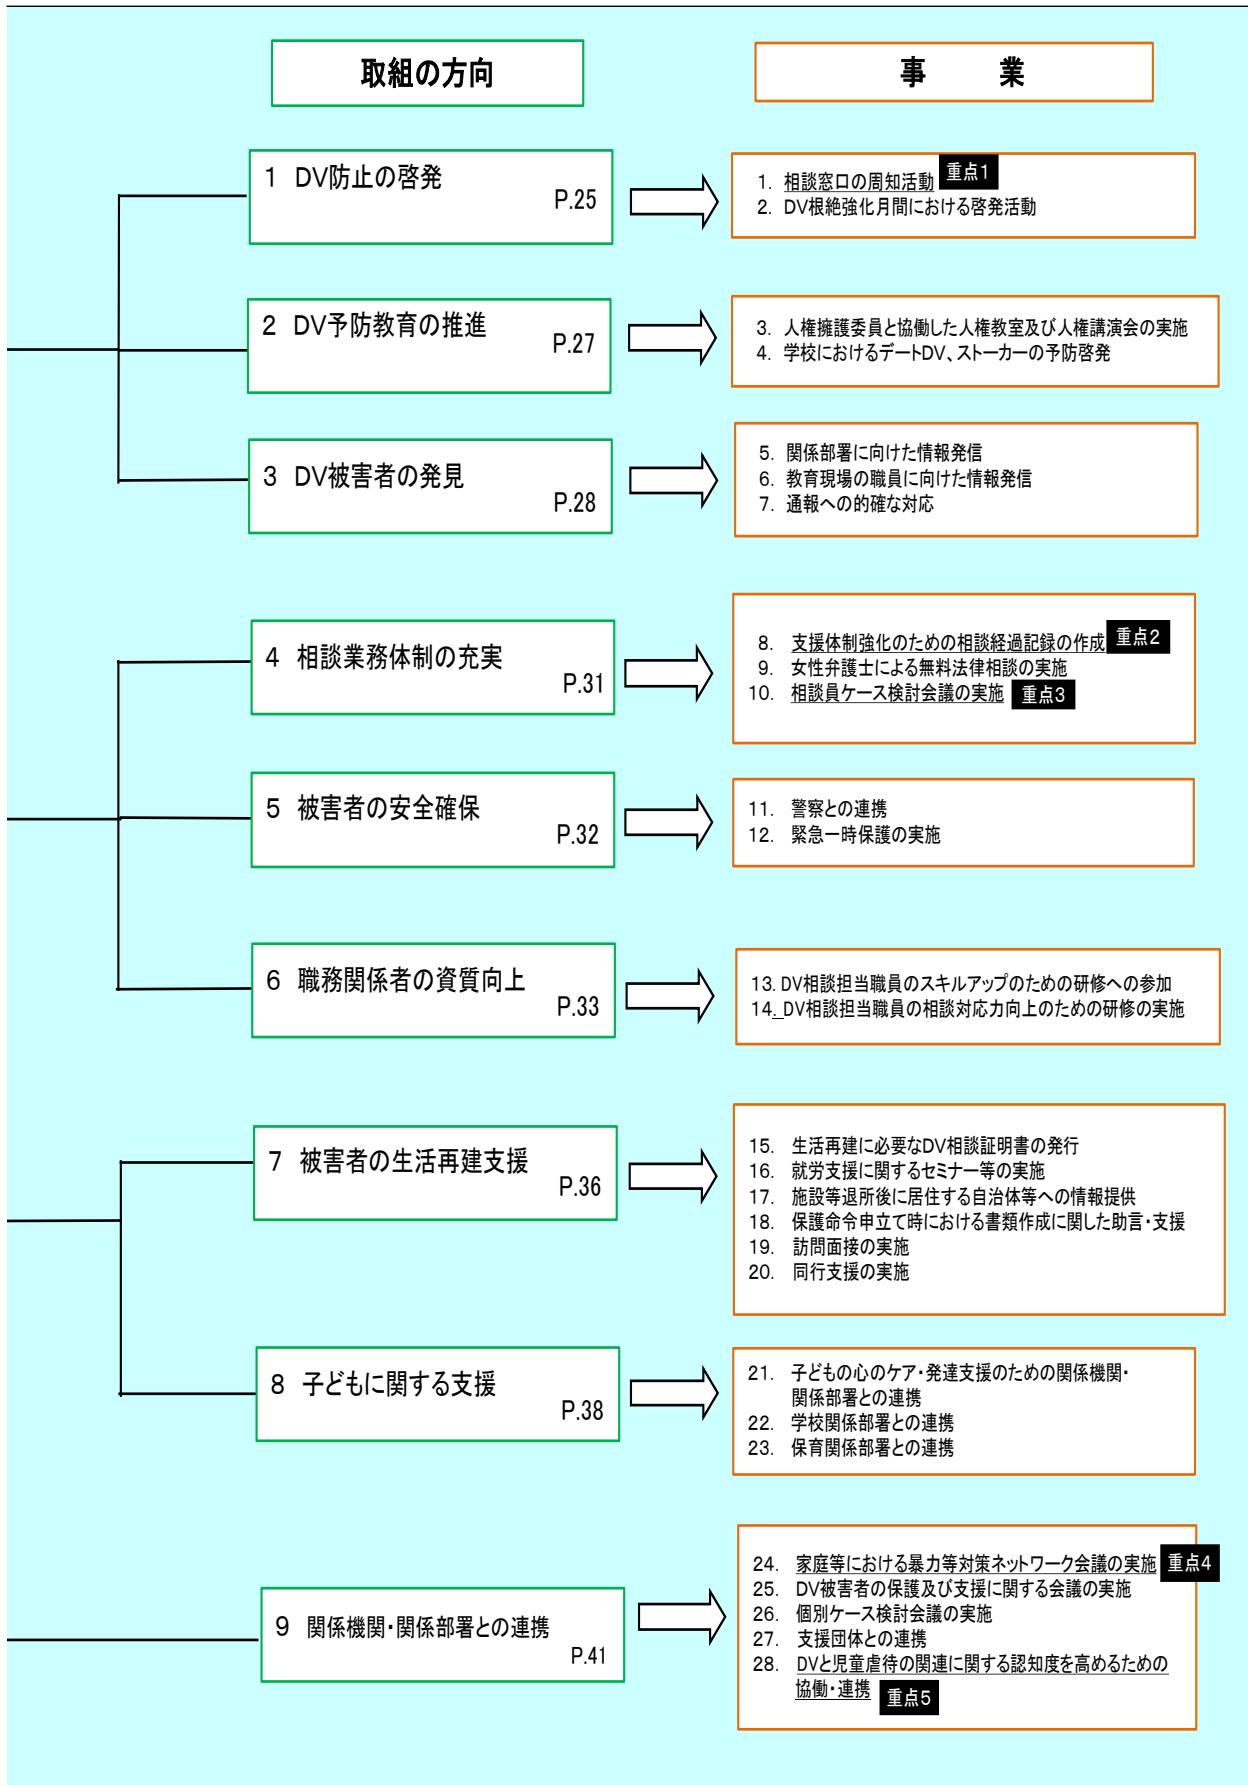 取組の方向
事　業
1 DV防止の啓発
P.25
1. 相談窓口の周知活動 重点1
2. DV根絶強化月間における啓発活動
2 DV予防教育の推進
P.27
3. 人権擁護委員と協働した人権教室及び人権講演会の実施
4. 学校におけるデートDV、ストーカーの予防啓発
3 DV被害者の発見
P.28
5. 関係部署に向けた情報発信
6. 教育現場の職員に向けた情報発信
7. 通報への的確な対応
4 相談業務体制の充実
P.31
8. 支援体制強化のための相談経過記録の作成 重点2
9. 女性弁護士による無料法律相談の実施
10. 相談員ケース検討会議の実施 重点3
5 被害者の安全確保
P.32
11. 警察との連携
12. 緊急一時保護の実施
6 職務関係者の資質向上
P.33
13. DV相談担当職員のスキルアップのための研修への参加
14. DV相談担当職員の相談対応力向上のための研修の実施
7 被害者の生活再建支援
P.36
15. 生活再建に必要なDV相談証明書の発行
16. 就労支援に関するセミナー等の実施
17. 施設等退所後に居住する自治体等への情報提供
18. 保護命令申立て時における書類作成に関した助言・支援
19. 訪問面接の実施
20. 同行支援の実施
8 子どもに関する支援
P.38
21. 子どもの心のケア・発達支援のための関係機関・
関係部署との連携
22. 学校関係部署との連携
23. 保育関係部署との連携
9 関係機関・関係部署との連携
P.41
24. 家庭等における暴力等対策ネットワーク会議の実施 重点4
25. DV被害者の保護及び支援に関する会議の実施
26. 個別ケース検討会議の実施
27. 支援団体との連携
28. DVと児童虐待の関連に関する認知度を高めるための
協働・連携 重点5